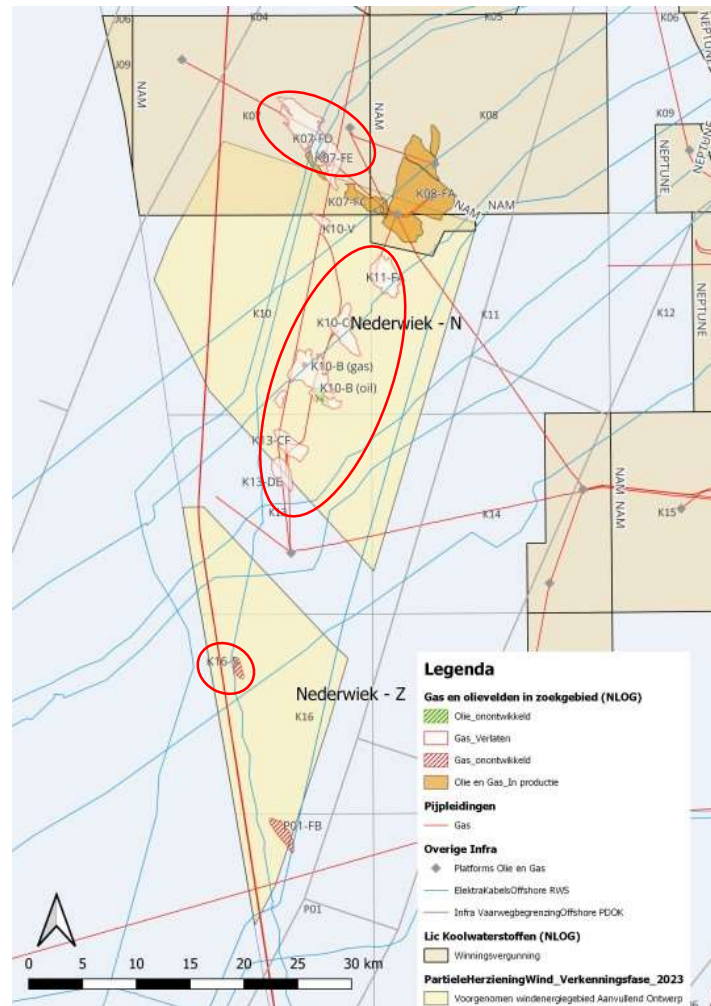 J06
K04
K05
K06
NEPTUNE
J09
NAM
K07
NAM
K08
K09
NEPTUNE
NEPTUNE
K07-FD
K07-FE
K07-FC
K08-FA
NAM
NAM
K10-V
K11-FA
K10
K11
K12
NEPTUNE
K10-C
Nederwiek - N
K10-B (gas)
K10-B (oil)
K13-CF
K13-DE
K13
K14
NAM
NAM
K15
K16-
Nederwiek - Z
K16
P01-FB
P01
Legenda
Gas en olievelden in zoekgebied (NLOG)
Olie_onontwikkeld
Gas_Verlaten
Gas_onontwikkeld
Olie en Gas_In productie
Pijpleidingen
Gas
Overige Infra
Platforms Olie en Gas
ElektraKabelsOffshore RWS
Infra VaarwegbegrenzingOffshore PDOK
Lic Koolwaterstoffen (NLOG)
Winningsvergunning
PartieleHerzieningWind_Verkenningsfase_2023
Voorgenomen windenergiegebied Aanvullend Ontwerp
0 5 10 15 20 25 30 km